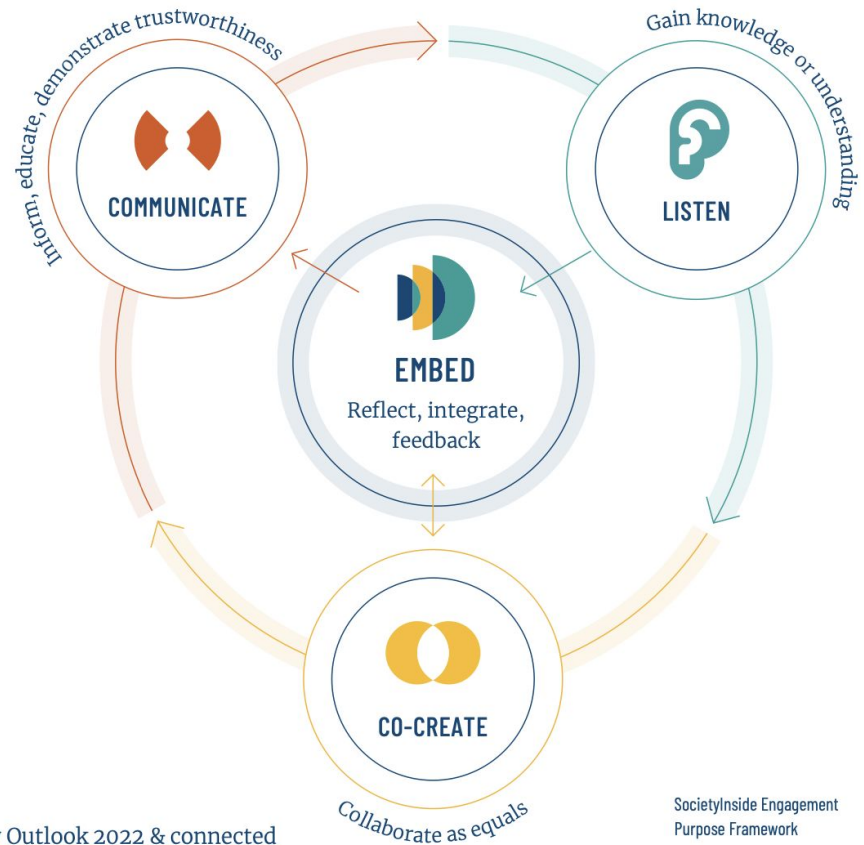 Inform, educate, demonstrate trustworthiness
COMMUNICATE
Gain knowledge or understanding
LISTEN
EMBED
Reflect, integrate,
feedback
CO-CREATE
Collaborate as equals
SocietyInside Engagement
Purpose Framework
Outlook 2022 & connected